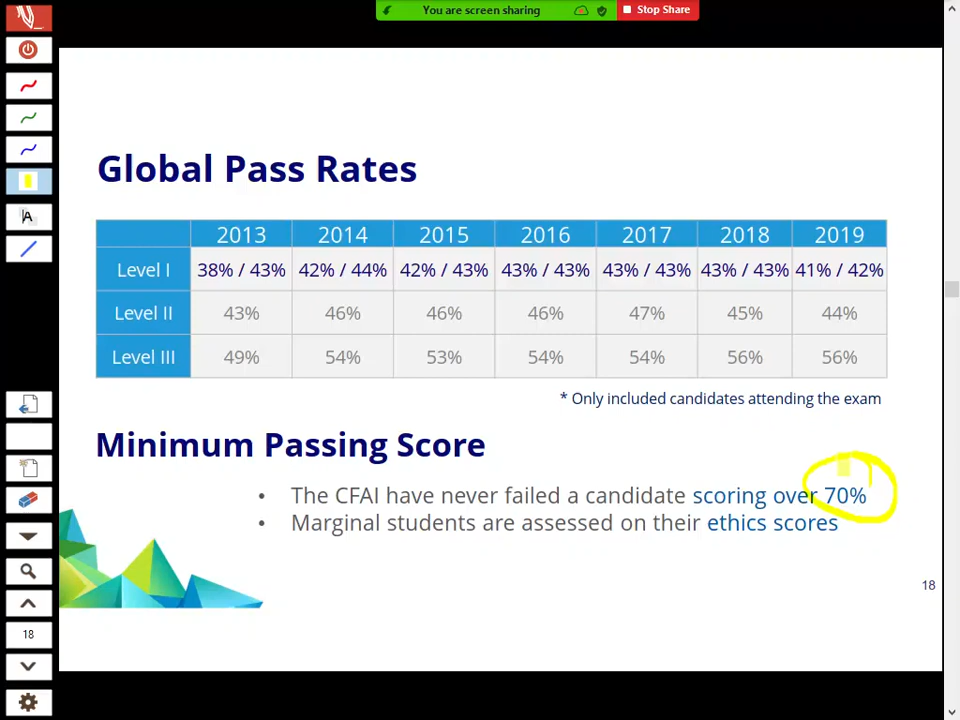 You are screen sharing Stop Share
Global Pass Rates
2013 2014 2015 2016 2017 2018 2019
Level I 38% / 43% 42% / 44% 42% / 43% 43% / 43% 43% / 43% 43% / 43% 41% / 42%
Level II 43% 46% 46% 46% 47% 45% 44%
Level III 49% 54% 53% 54% 54% 56% 56%
* Only included candidates attending the exam
Minimum Passing Score
• The CFAI have never failed a candidate scoring over 70%
• Marginal students are assessed on their ethics scores
18
A
18